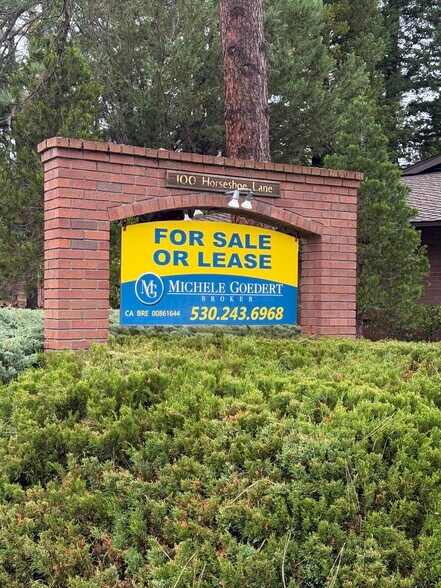 100 Horseshoe Lane
FOR SALE
OR LEASE
MG MICHELE GOEDERT
BROKER
CA BRE 00861644 530.243.6968